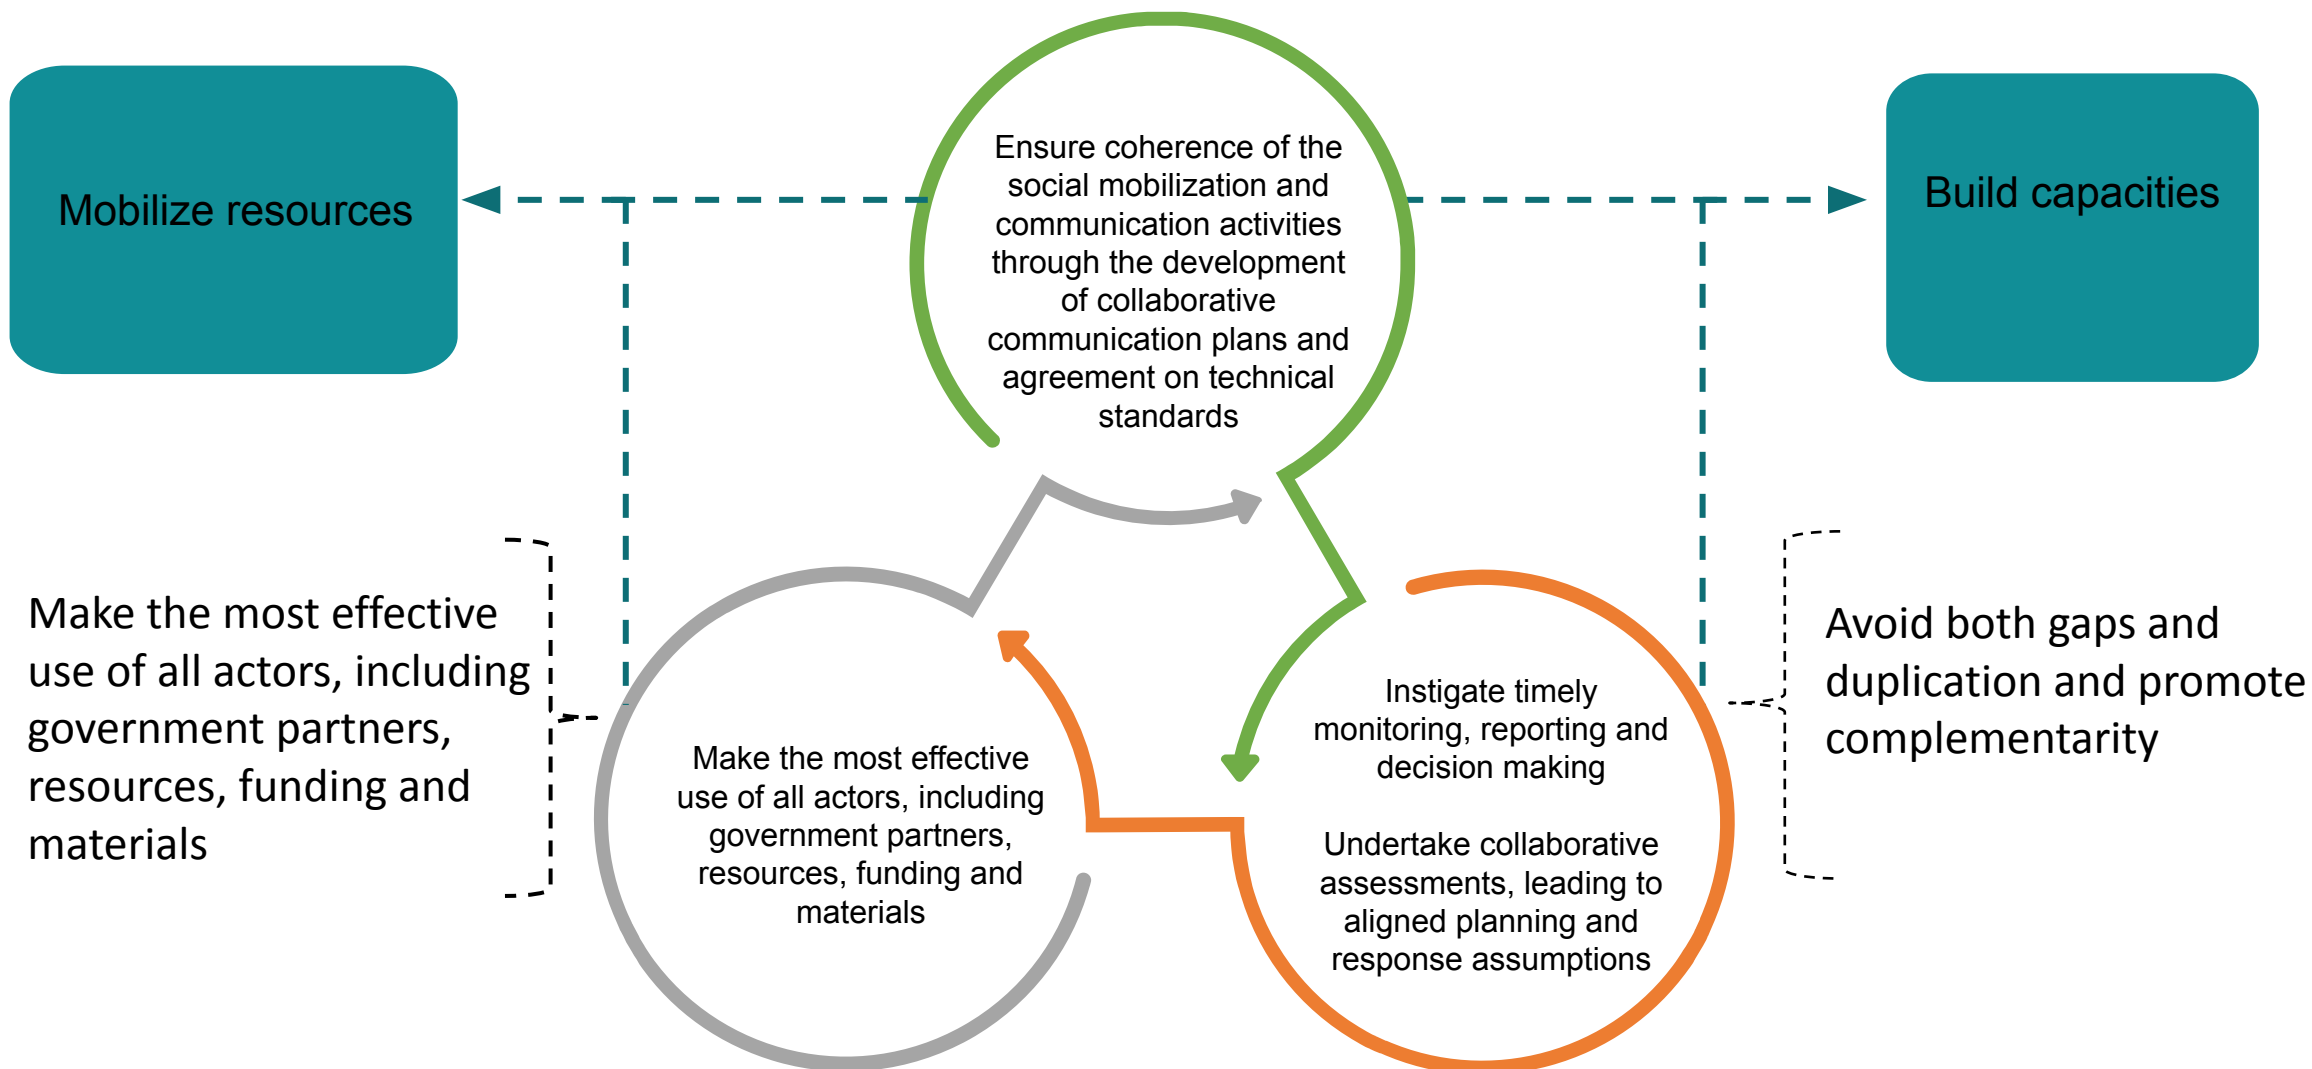 Mobilize resources
Ensure coherence of the
social mobilization and
communication activities
through the development
of collaborative
communication plans and
agreement on technical
standards
Build capacities
Make the most effective
use of all actors, including
government partners,
resources, funding and
materials
Make the most effective
use of all actors, including
government partners,
resources, funding and
materials
Instigate timely
monitoring, reporting and
decision making
Undertake collaborative
assessments, leading to
aligned planning and
response assumptions
Avoid both gaps and
duplication and promote
complementarity